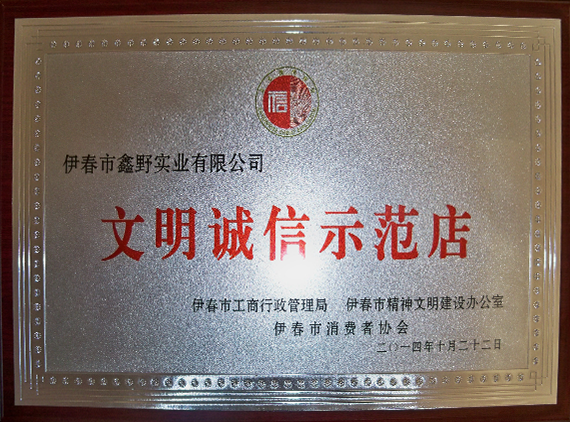 信
伊春市鑫野实业有限公司
文明诚信示范店
伊春市工商行政管理局 伊春市精神文明建设办公室
伊春市消费者协会
二〇一四年十月二十二日